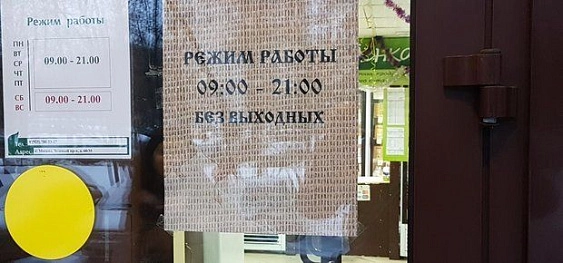 Режим работы
ПН
ВТ
СР
ЧТ
ПТ
09.00 - 21.00
СБ
ВС
09.00 - 21.00
РЕЖИМ РАБОТЫ
09:00 - 21:00
БЕЗ ВЫХОДНЫХ